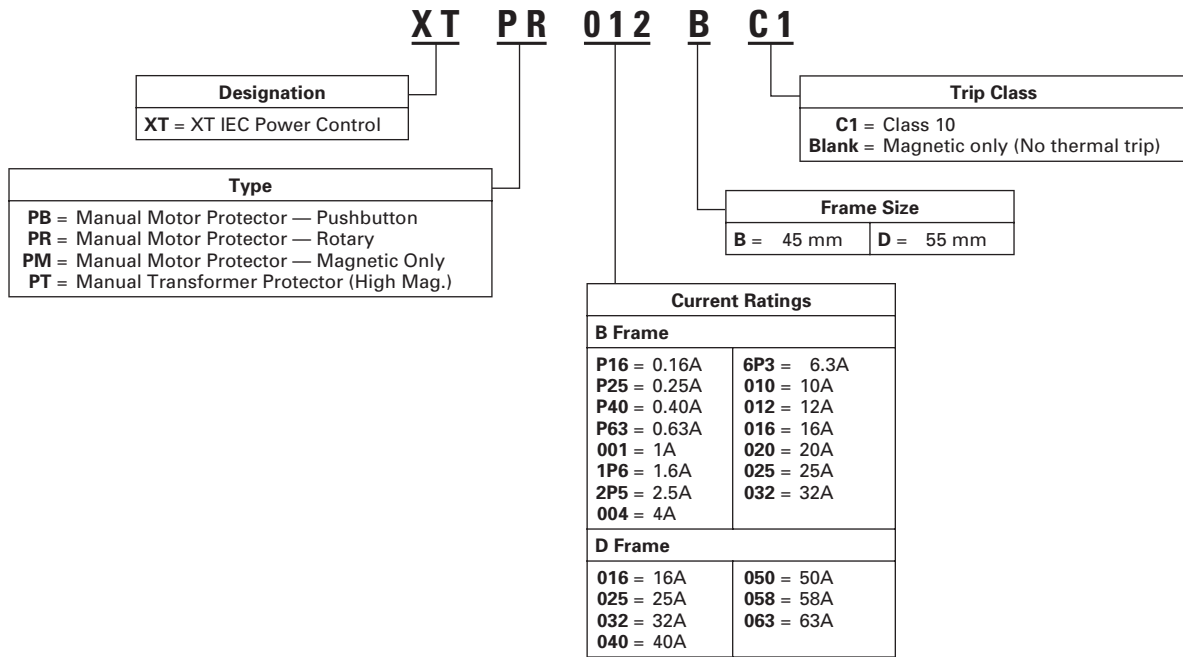 XT PR 012 B C1
Designation
XT = XT IEC Power Control
Type
PB = Manual Motor Protector — Pushbutton
PR = Manual Motor Protector — Rotary
PM = Manual Motor Protector — Magnetic Only
PT = Manual Transformer Protector (High Mag.)
Trip Class
C1 = Class 10
Blank = Magnetic only (No thermal trip)
Frame Size
B = 45 mm D = 55 mm
Current Ratings
B Frame
P16 = 0.16A
P25 = 0.25A
P40 = 0.40A
P63 = 0.63A
001 = 1A
1P6 = 1.6A
2P5 = 2.5A
004 = 4A
6P3 = 6.3A
010 = 10A
012 = 12A
016 = 16A
020 = 20A
025 = 25A
032 = 32A
D Frame
016 = 16A
025 = 25A
032 = 32A
040 = 40A
050 = 50A
058 = 58A
063 = 63A